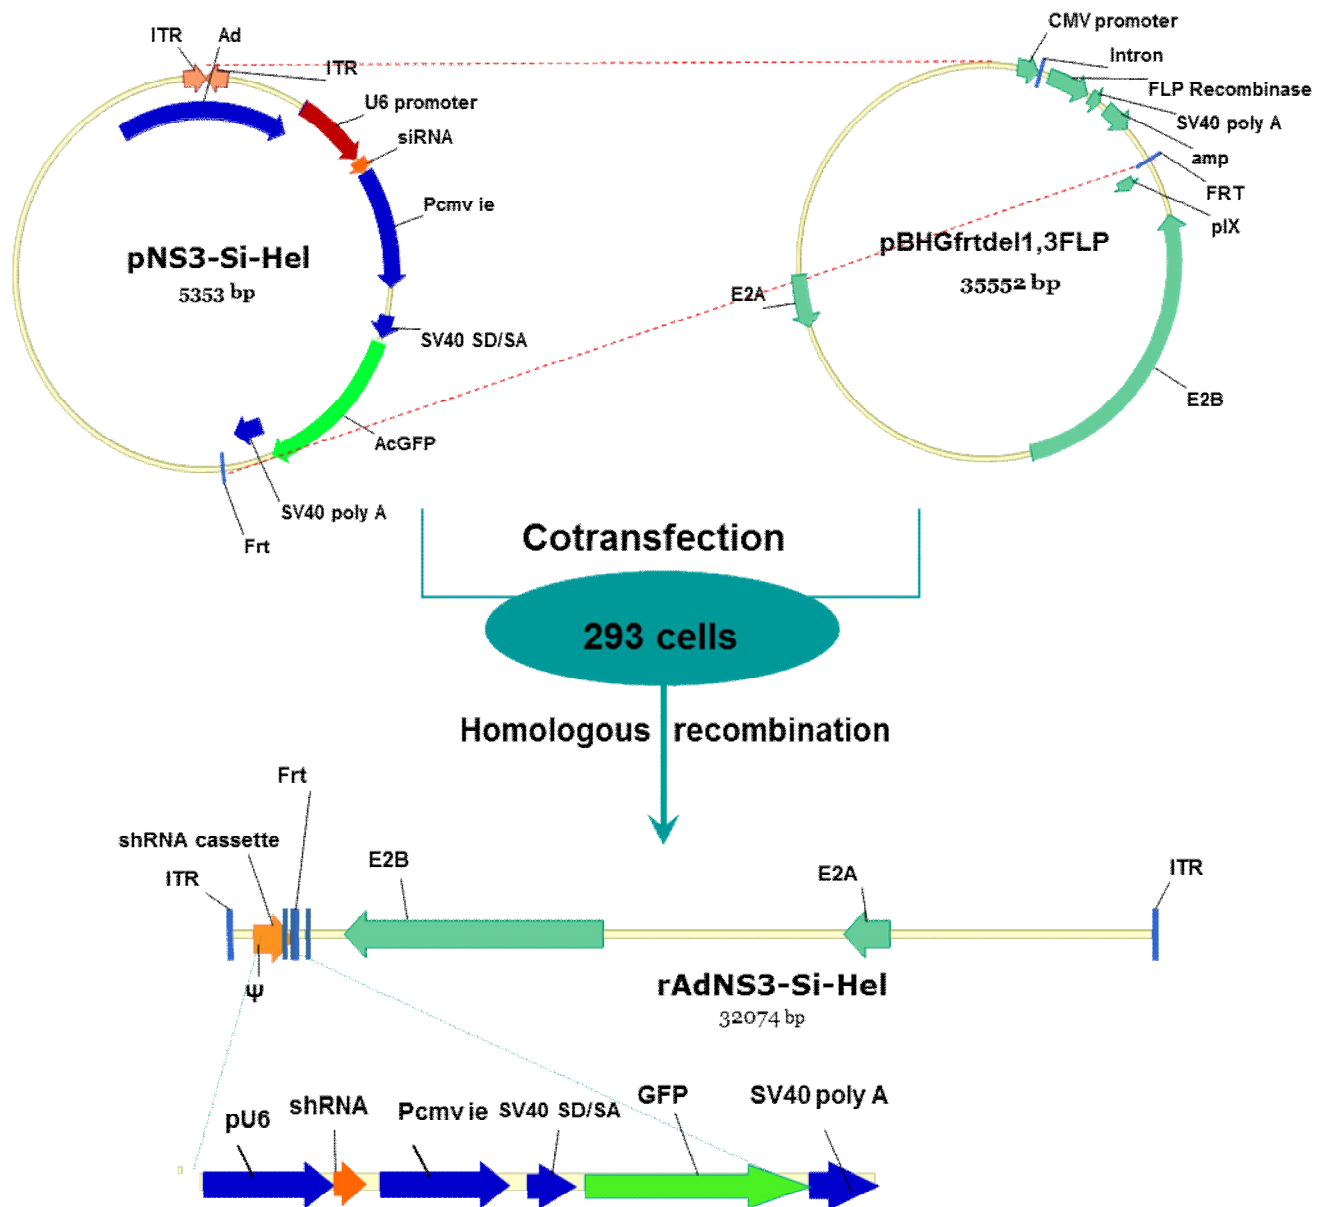 CMV promoter
ITR
Ad
Intron
ITR
FLP Recombinase
U6 promoter
SV40 poly A
siRNA
amp
FRT
Pcmv ie
pIX
pNS3-Si-Hel
5353 bp
pBHGfrtdel1,3FLP
35552 bp
E2A
SV40 SD/SA
E2B
AcGFP
SV40 poly A
Frt
Cotransfection
293 cells
Homologous recombination
Frt
shRNA cassette
ITR
E2B
E2A
ITR
Ψ
rAdNS3-Si-Hel
32074 bp
pU6
shRNA
Pcmv ie
SV40 SD/SA
GFP
SV40 poly A